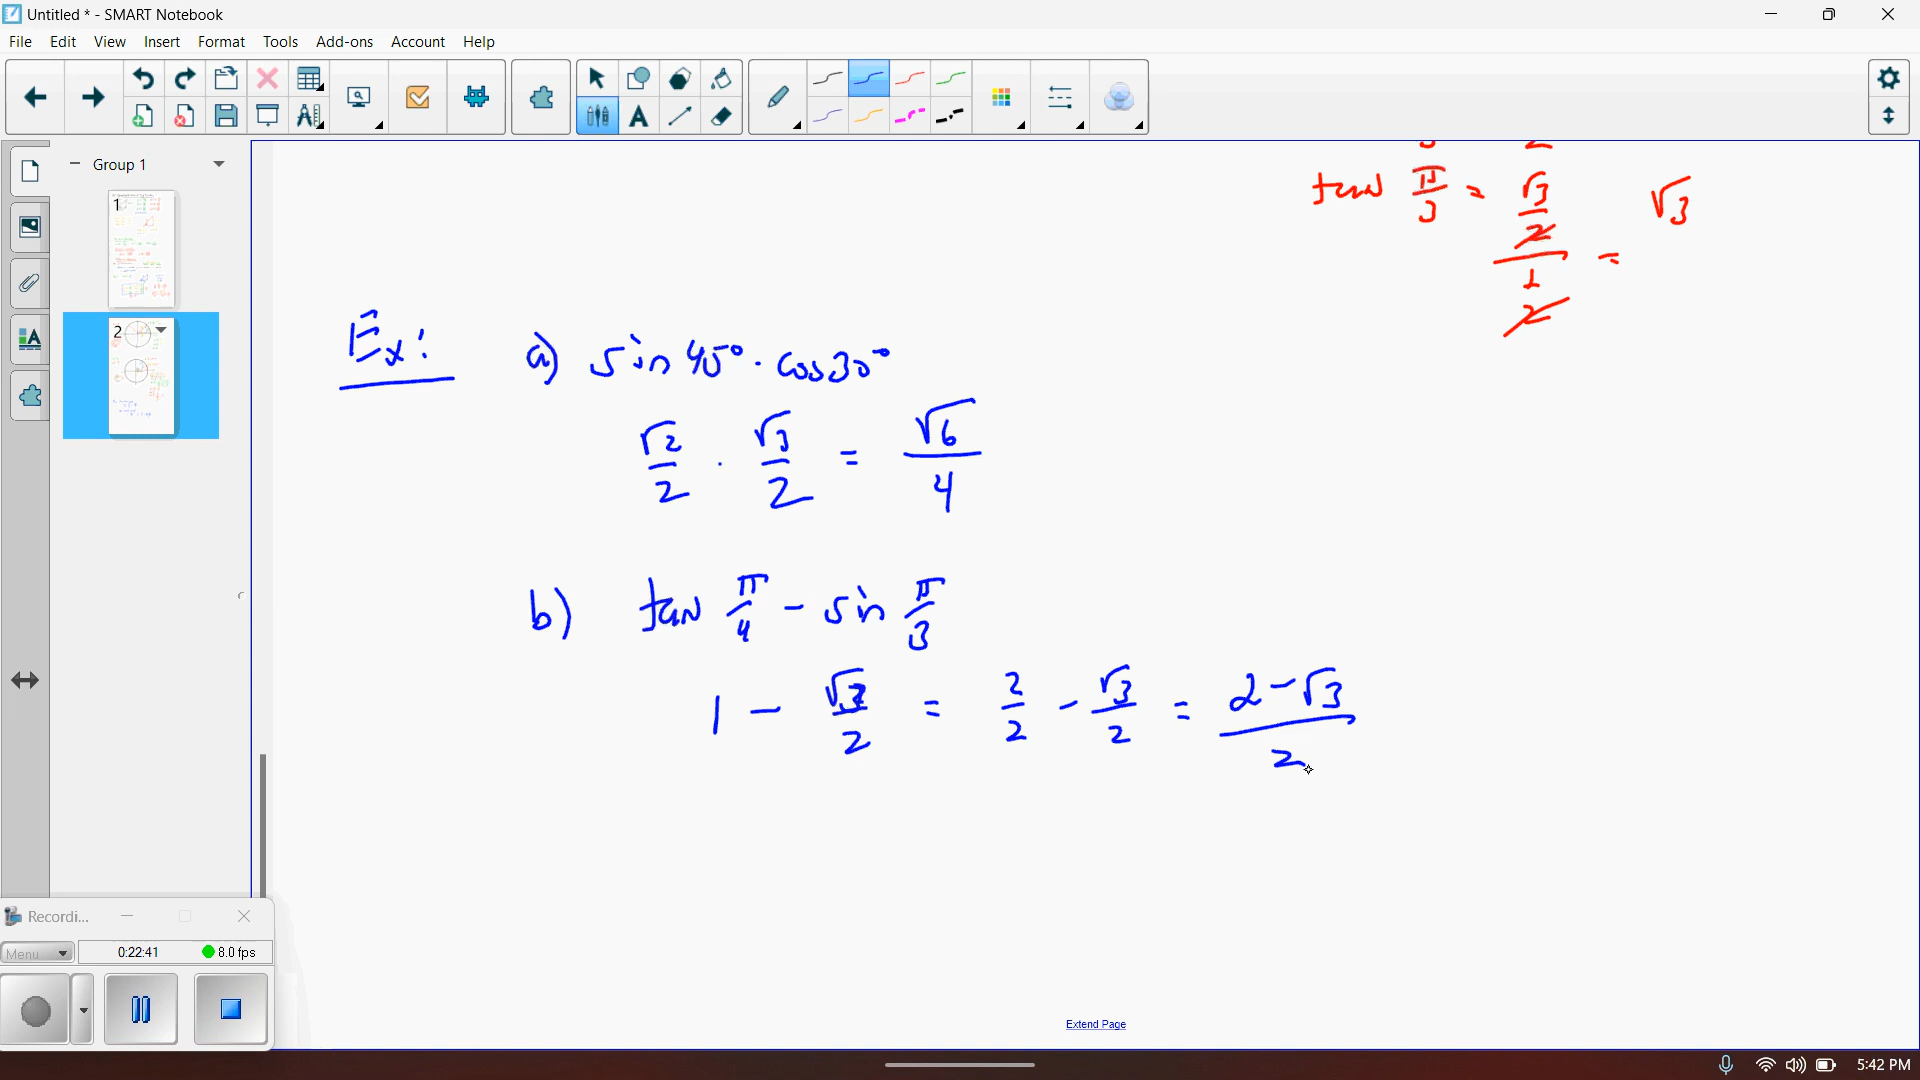 Untitled * - SMART Notebook
File Edit View Insert Format Tools Add-ons Account Help
Group 1
1
2
tan π/3 = (√3/2)/(1/2) = √3
Ex:
a) sin 45° · cos 30°
√2/2 · √3/2 = √6/4
b) tan π/4 - sin π/3
1 - √3/2 = 2/2 - √3/2 = (2-√3)/2
Recordi...
Menu 0:22:41 8.0 fps
Extend Page
5:42 PM